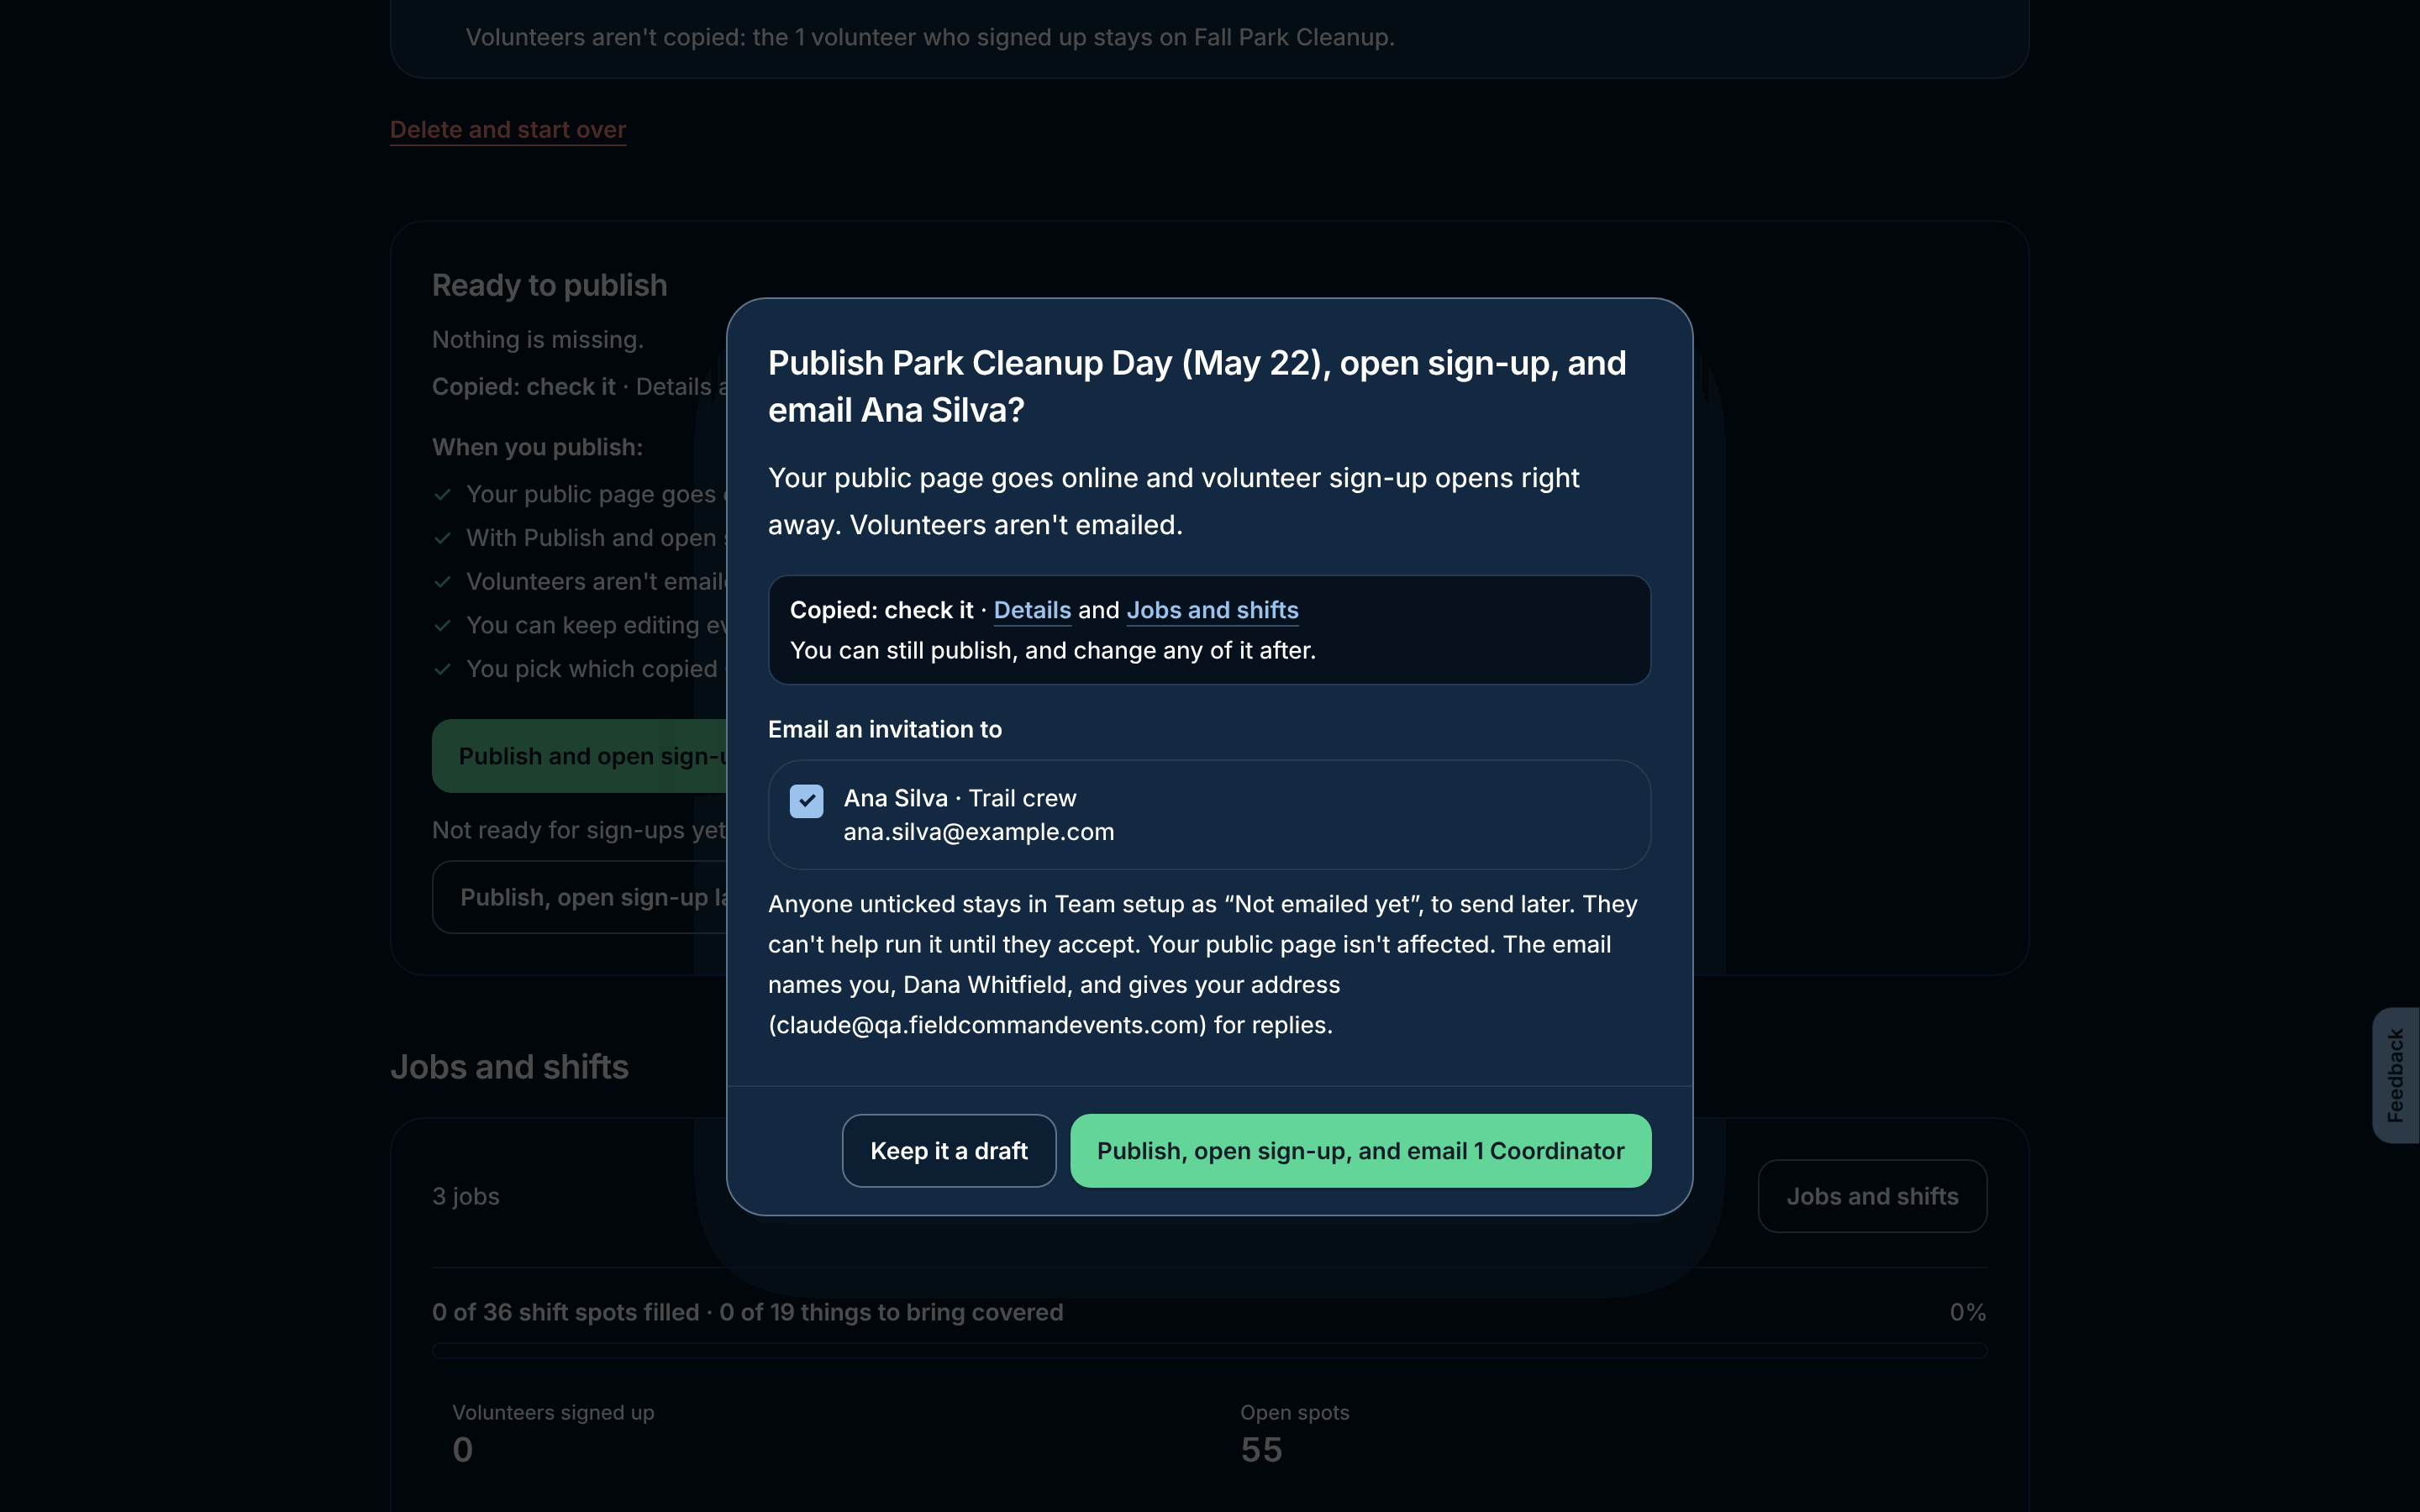 Volunteers aren't copied: the 1 volunteer who signed up stays on Fall Park Cleanup.
Delete and start over
Ready to publish
Nothing is missing.
Copied: check it · Details
When you publish:
Your public page goes
With Publish and open
Volunteers aren't
You can keep editing
You pick which copied
Publish and open
Not ready for sign-ups yet
Publish, open sign-up
Publish Park Cleanup Day (May 22), open sign-up, and
email Ana Silva?
Your public page goes online and volunteer sign-up opens right
away. Volunteers aren't emailed.
Copied: check it · Details and Jobs and shifts
You can still publish, and change any of it after.
Email an invitation to
Ana Silva · Trail crew
ana.silva@example.com
Anyone unticked stays in Team setup as “Not emailed yet”, to send later. They
can't help run it until they accept. Your public page isn't affected. The email
names you, Dana Whitfield, and gives your address
(claude@qa.fieldcommandevents.com) for replies.
Keep it a draft
Publish, open sign-up, and email 1 Coordinator
Feedback
Jobs and shifts
3 jobs
Jobs and shifts
0 of 36 shift spots filled · 0 of 19 things to bring covered
0%
Volunteers signed up
0
Open spots
55